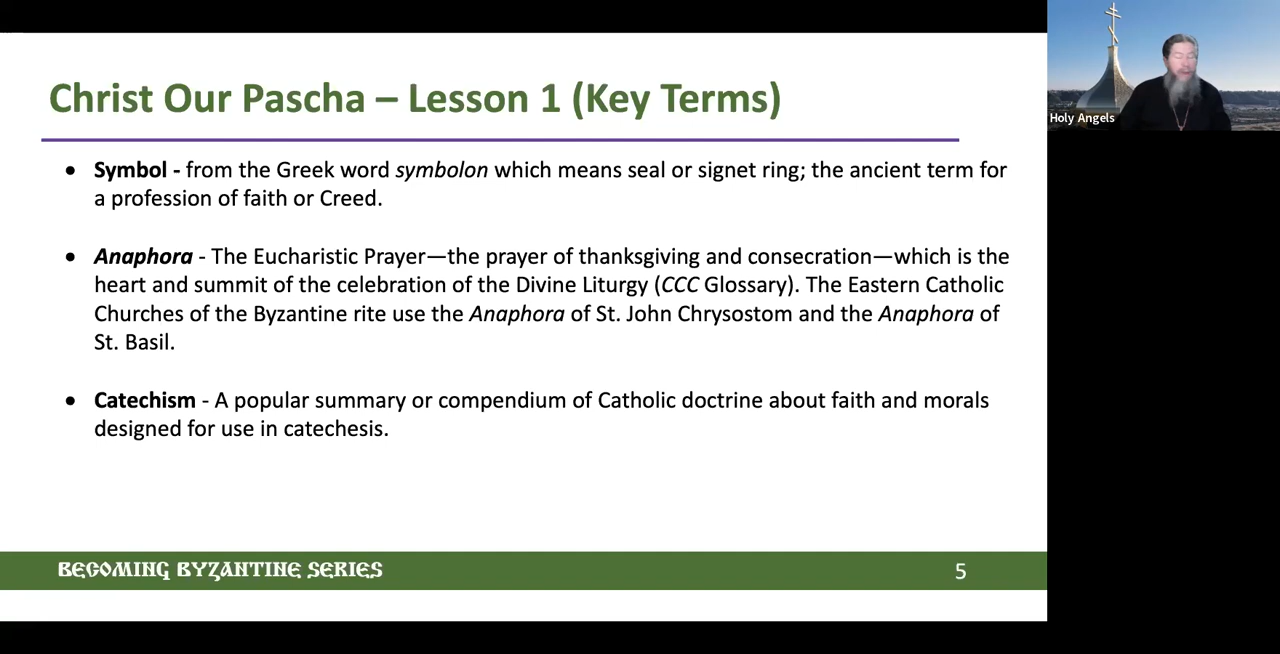 Christ Our Pascha – Lesson 1 (Key Terms)
Holy Angels
• Symbol - from the Greek word symbolon which means seal or signet ring; the ancient term for
a profession of faith or Creed.
• Anaphora - The Eucharistic Prayer—the prayer of thanksgiving and consecration—which is the
heart and summit of the celebration of the Divine Liturgy (CCC Glossary). The Eastern Catholic
Churches of the Byzantine rite use the Anaphora of St. John Chrysostom and the Anaphora of
St. Basil.
• Catechism - A popular summary or compendium of Catholic doctrine about faith and morals
designed for use in catechesis.
BECOMING BYZANTINE SERIES
5